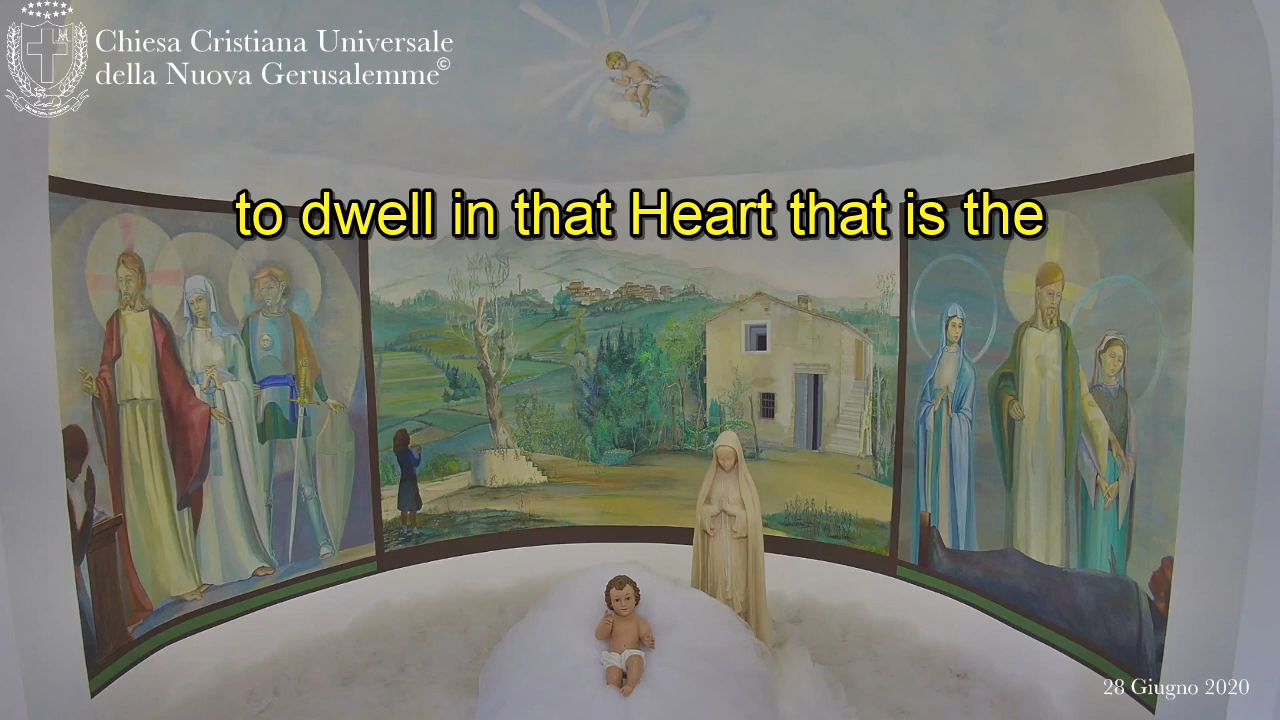 Chiesa Cristiana Universale
della Nuova Gerusalemme©
to dwell in that Heart that is the
28 Giugno 2020